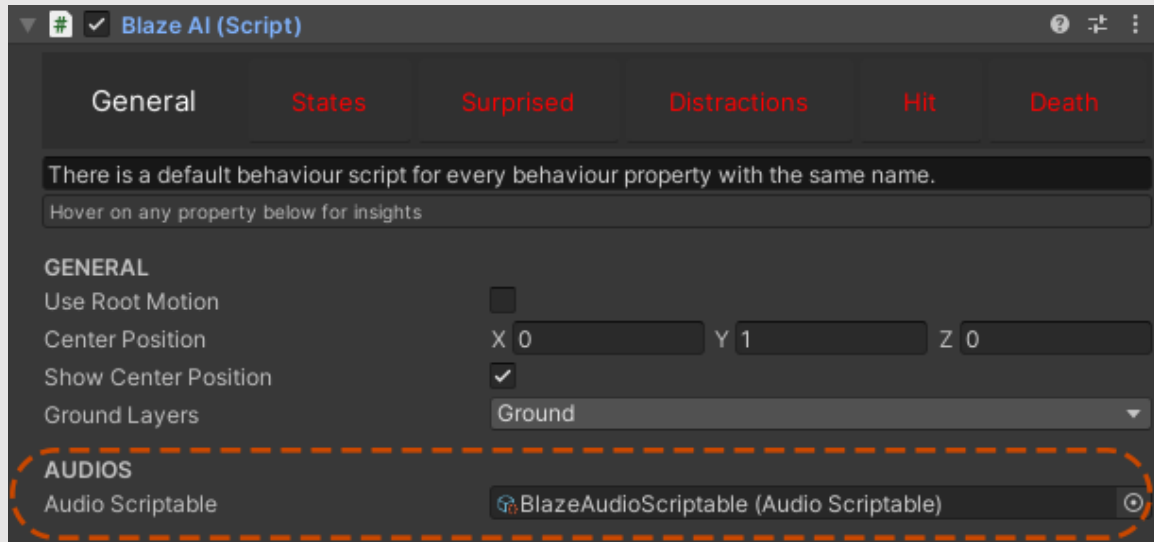 # Blaze AI (Script)
General States Surprised Distractions Hit Death
There is a default behaviour script for every behaviour property with the same name.
Hover on any property below for insights
GENERAL
Use Root Motion
Center Position X 0 Y 1 Z 0
Show Center Position
Ground Layers Ground
AUDIOS
Audio Scriptable BlazeAudioScriptable (Audio Scriptable)